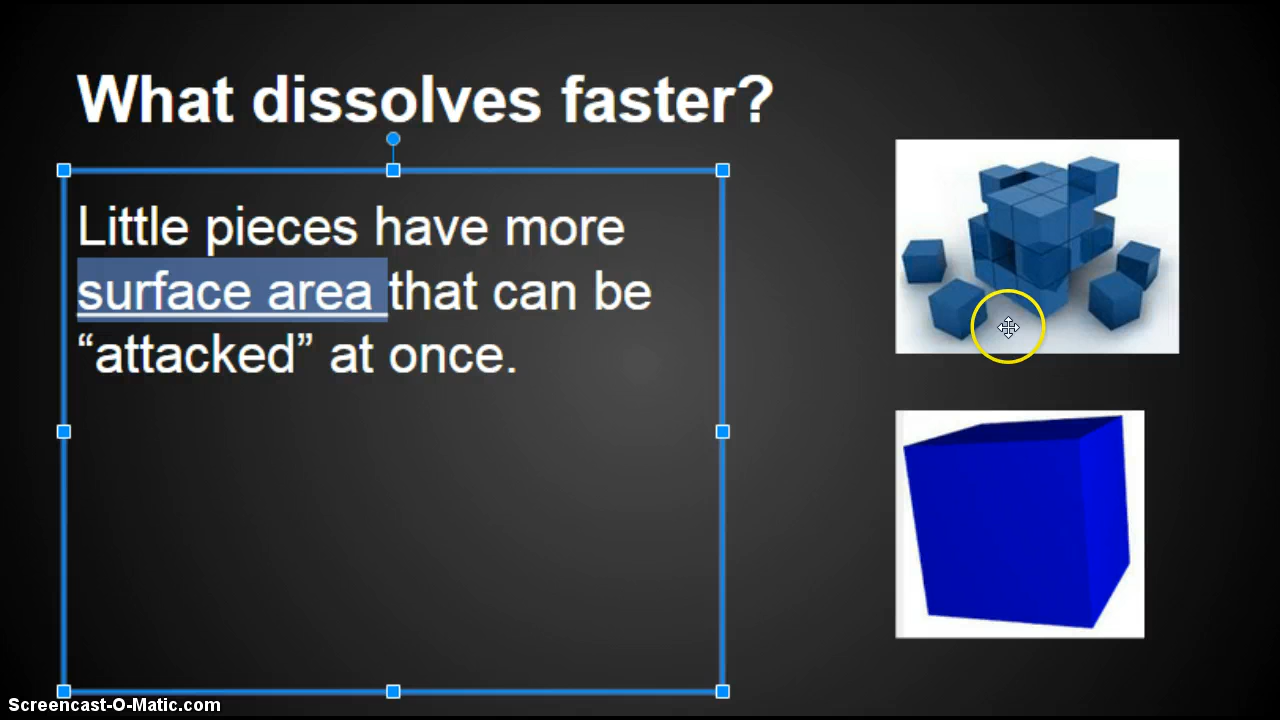 What dissolves faster?
Little pieces have more
surface area that can be
“attacked” at once.
Screencast-O-Matic.com